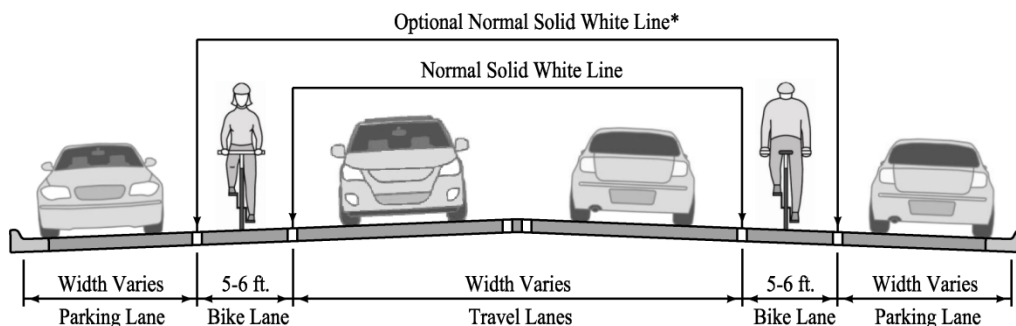 Optional Normal Solid White Line*
Normal Solid White Line
Width Varies 5-6 ft. Width Varies 5-6 ft. Width Varies
Parking Lane Bike Lane Travel Lanes Bike Lane Parking Lane